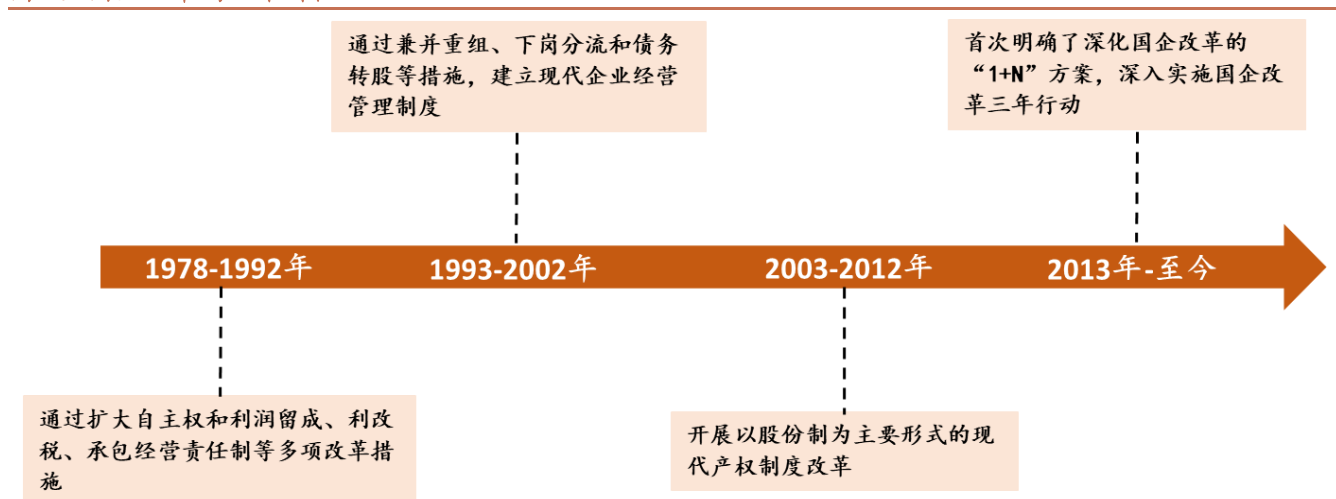 通过兼并重组、下岗分流和债务
转股等措施，建立现代企业经营
管理制度
首次明确了深化国企改革的
“1+N”方案，深入实施国企改
革三年行动
1978-1992年
1993-2002年
2003-2012年
2013年-至今
通过扩大自主权和利润留成、利改
税、承包经营责任制等多项改革措
施
开展以股份制为主要形式的现
代产权制度改革